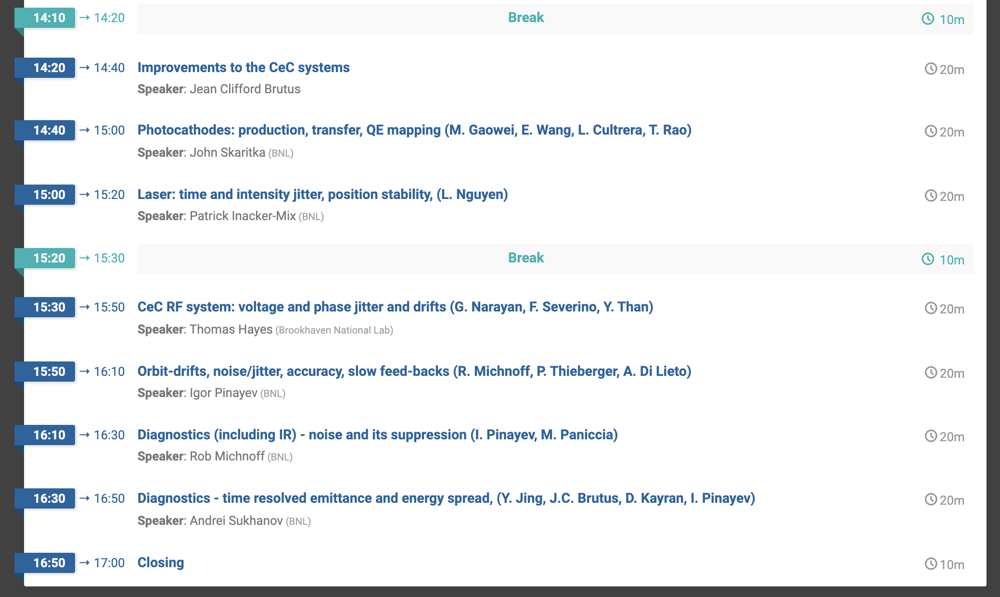 14:10 → 14:20 Break 10m
14:20 → 14:40 Improvements to the CeC systems 20m
Speaker: Jean Clifford Brutus
14:40 → 15:00 Photocathodes: production, transfer, QE mapping (M. Gaowei, E. Wang, L. Cultrera, T. Rao) 20m
Speaker: John Skaritka (BNL)
15:00 → 15:20 Laser: time and intensity jitter, position stability, (L. Nguyen) 20m
Speaker: Patrick Inacker-Mix (BNL)
15:20 → 15:30 Break 10m
15:30 → 15:50 CeC RF system: voltage and phase jitter and drifts (G. Narayan, F. Severino, Y. Than) 20m
Speaker: Thomas Hayes (Brookhaven National Lab)
15:50 → 16:10 Orbit-drifts, noise/jitter, accuracy, slow feed-backs (R. Michnoff, P. Thieberger, A. Di Lieto) 20m
Speaker: Igor Pinayev (BNL)
16:10 → 16:30 Diagnostics (including IR) - noise and its suppression (I. Pinayev, M. Paniccia) 20m
Speaker: Rob Michnoff (BNL)
16:30 → 16:50 Diagnostics - time resolved emittance and energy spread, (Y. Jing, J.C. Brutus, D. Kayran, I. Pinayev) 20m
Speaker: Andrei Sukhanov (BNL)
16:50 → 17:00 Closing 10m